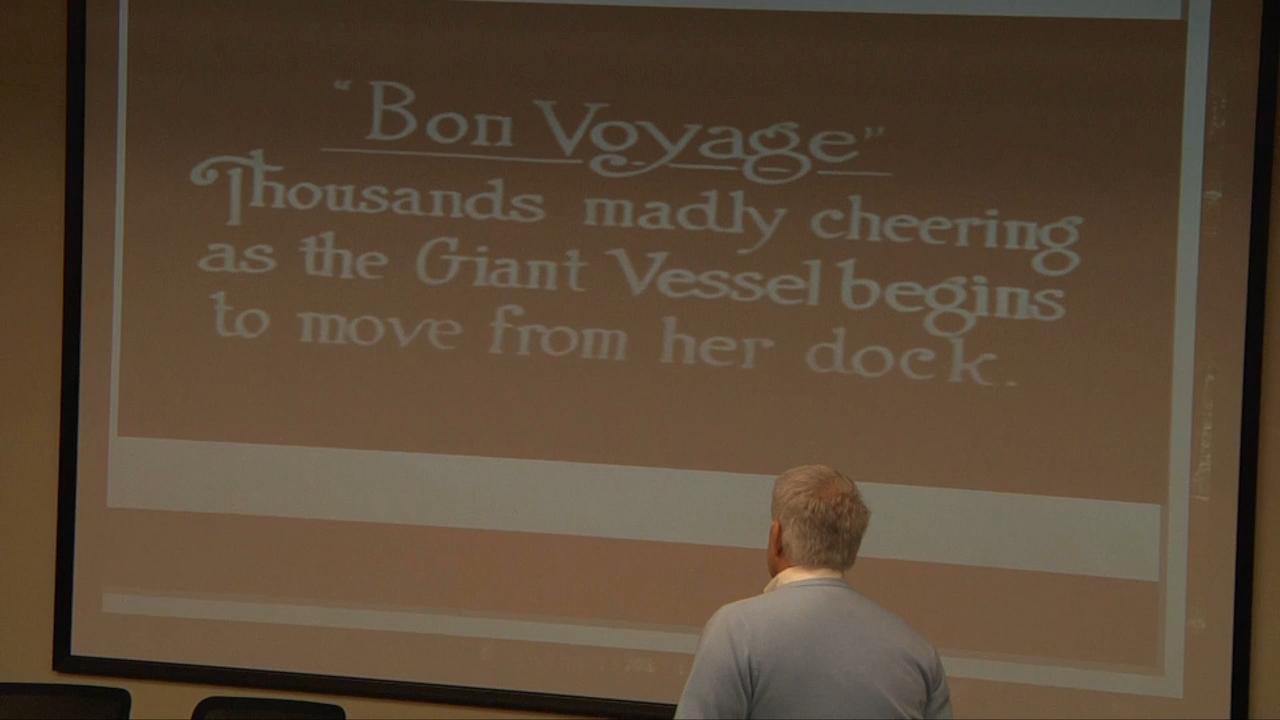 "Bon Voyage"
Thousands madly cheering
as the Giant Vessel begins
to move from her dock.